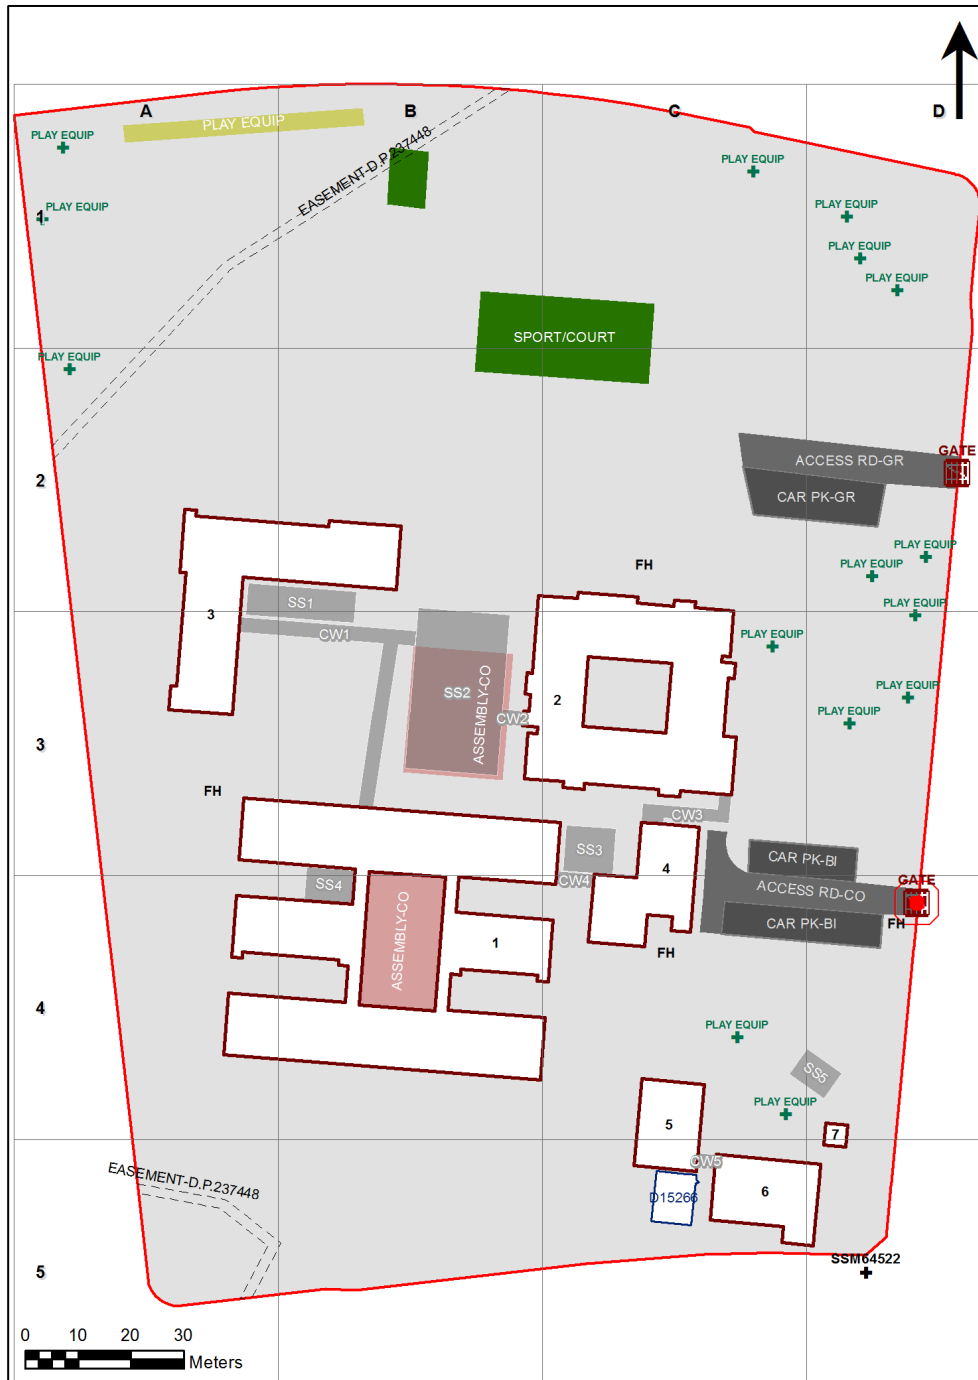 A
B
C
D
PLAY EQUIP
PLAY EQUIP
EASEMENT-D.P.237448
PLAY EQUIP
PLAY EQUIP
1
PLAY EQUIP
PLAY EQUIP
PLAY EQUIP
SPORT/COURT
PLAY EQUIP
GATE
ACCESS RD-GR
2
CAR PK-GR
PLAY EQUIP
FH
PLAY EQUIP
SS1
PLAY EQUIP
3
CW1
PLAY EQUIP
SS2
ASSEMBLY-CO
2
PLAY EQUIP
CW2
PLAY EQUIP
3
FH
CW3
SS3
CAR PK-BI
4
CW4
SS4
GATE
ACCESS RD-CO
ASSEMBLY-CO
CAR PK-BI
FH
1
FH
4
PLAY EQUIP
SS5
PLAY EQUIP
5
7
CW5
EASEMENT-D.P.237448
D15266
6
SSM64522
5
0 10 20 30
Meters